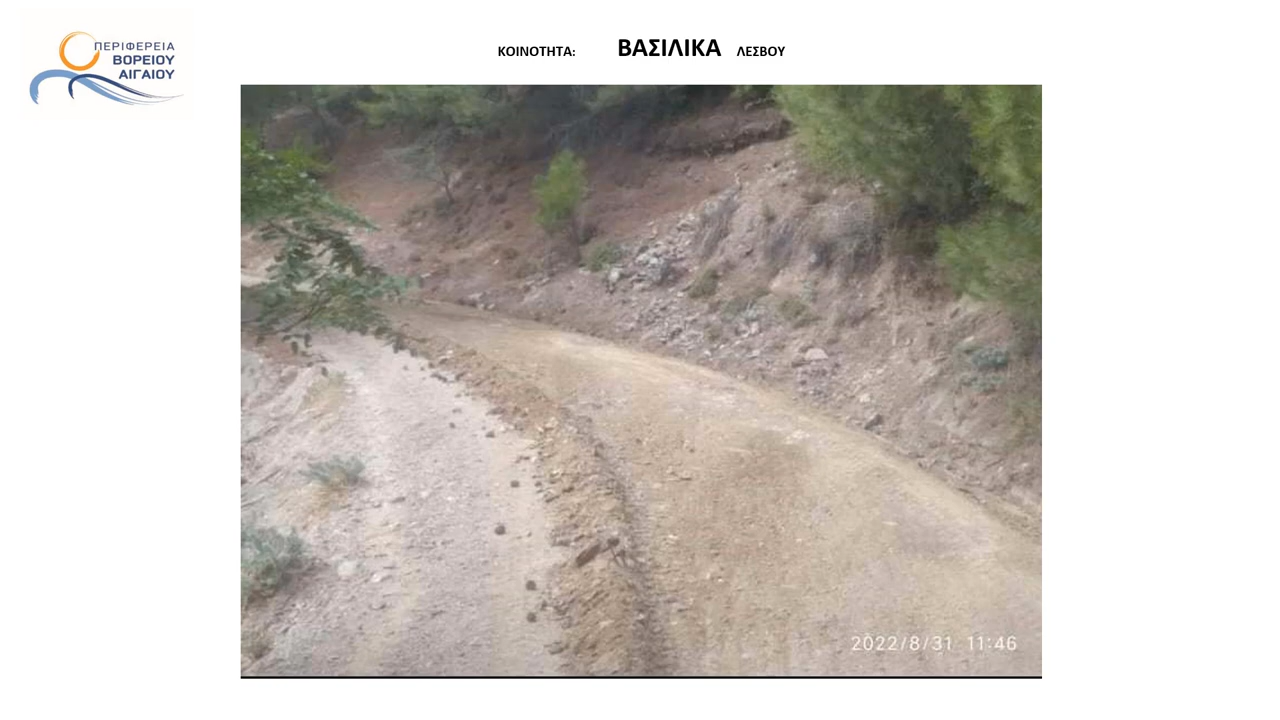 ΠΕΡΙΦΕΡΕΙΑ
ΒΟΡΕΙΟΥ
ΑΙΓΑΙΟΥ
ΚΟΙΝΟΤΗΤΑ: ΒΑΣΙΛΙΚΑ ΛΕΣΒΟΥ
2022/8/31 11:46